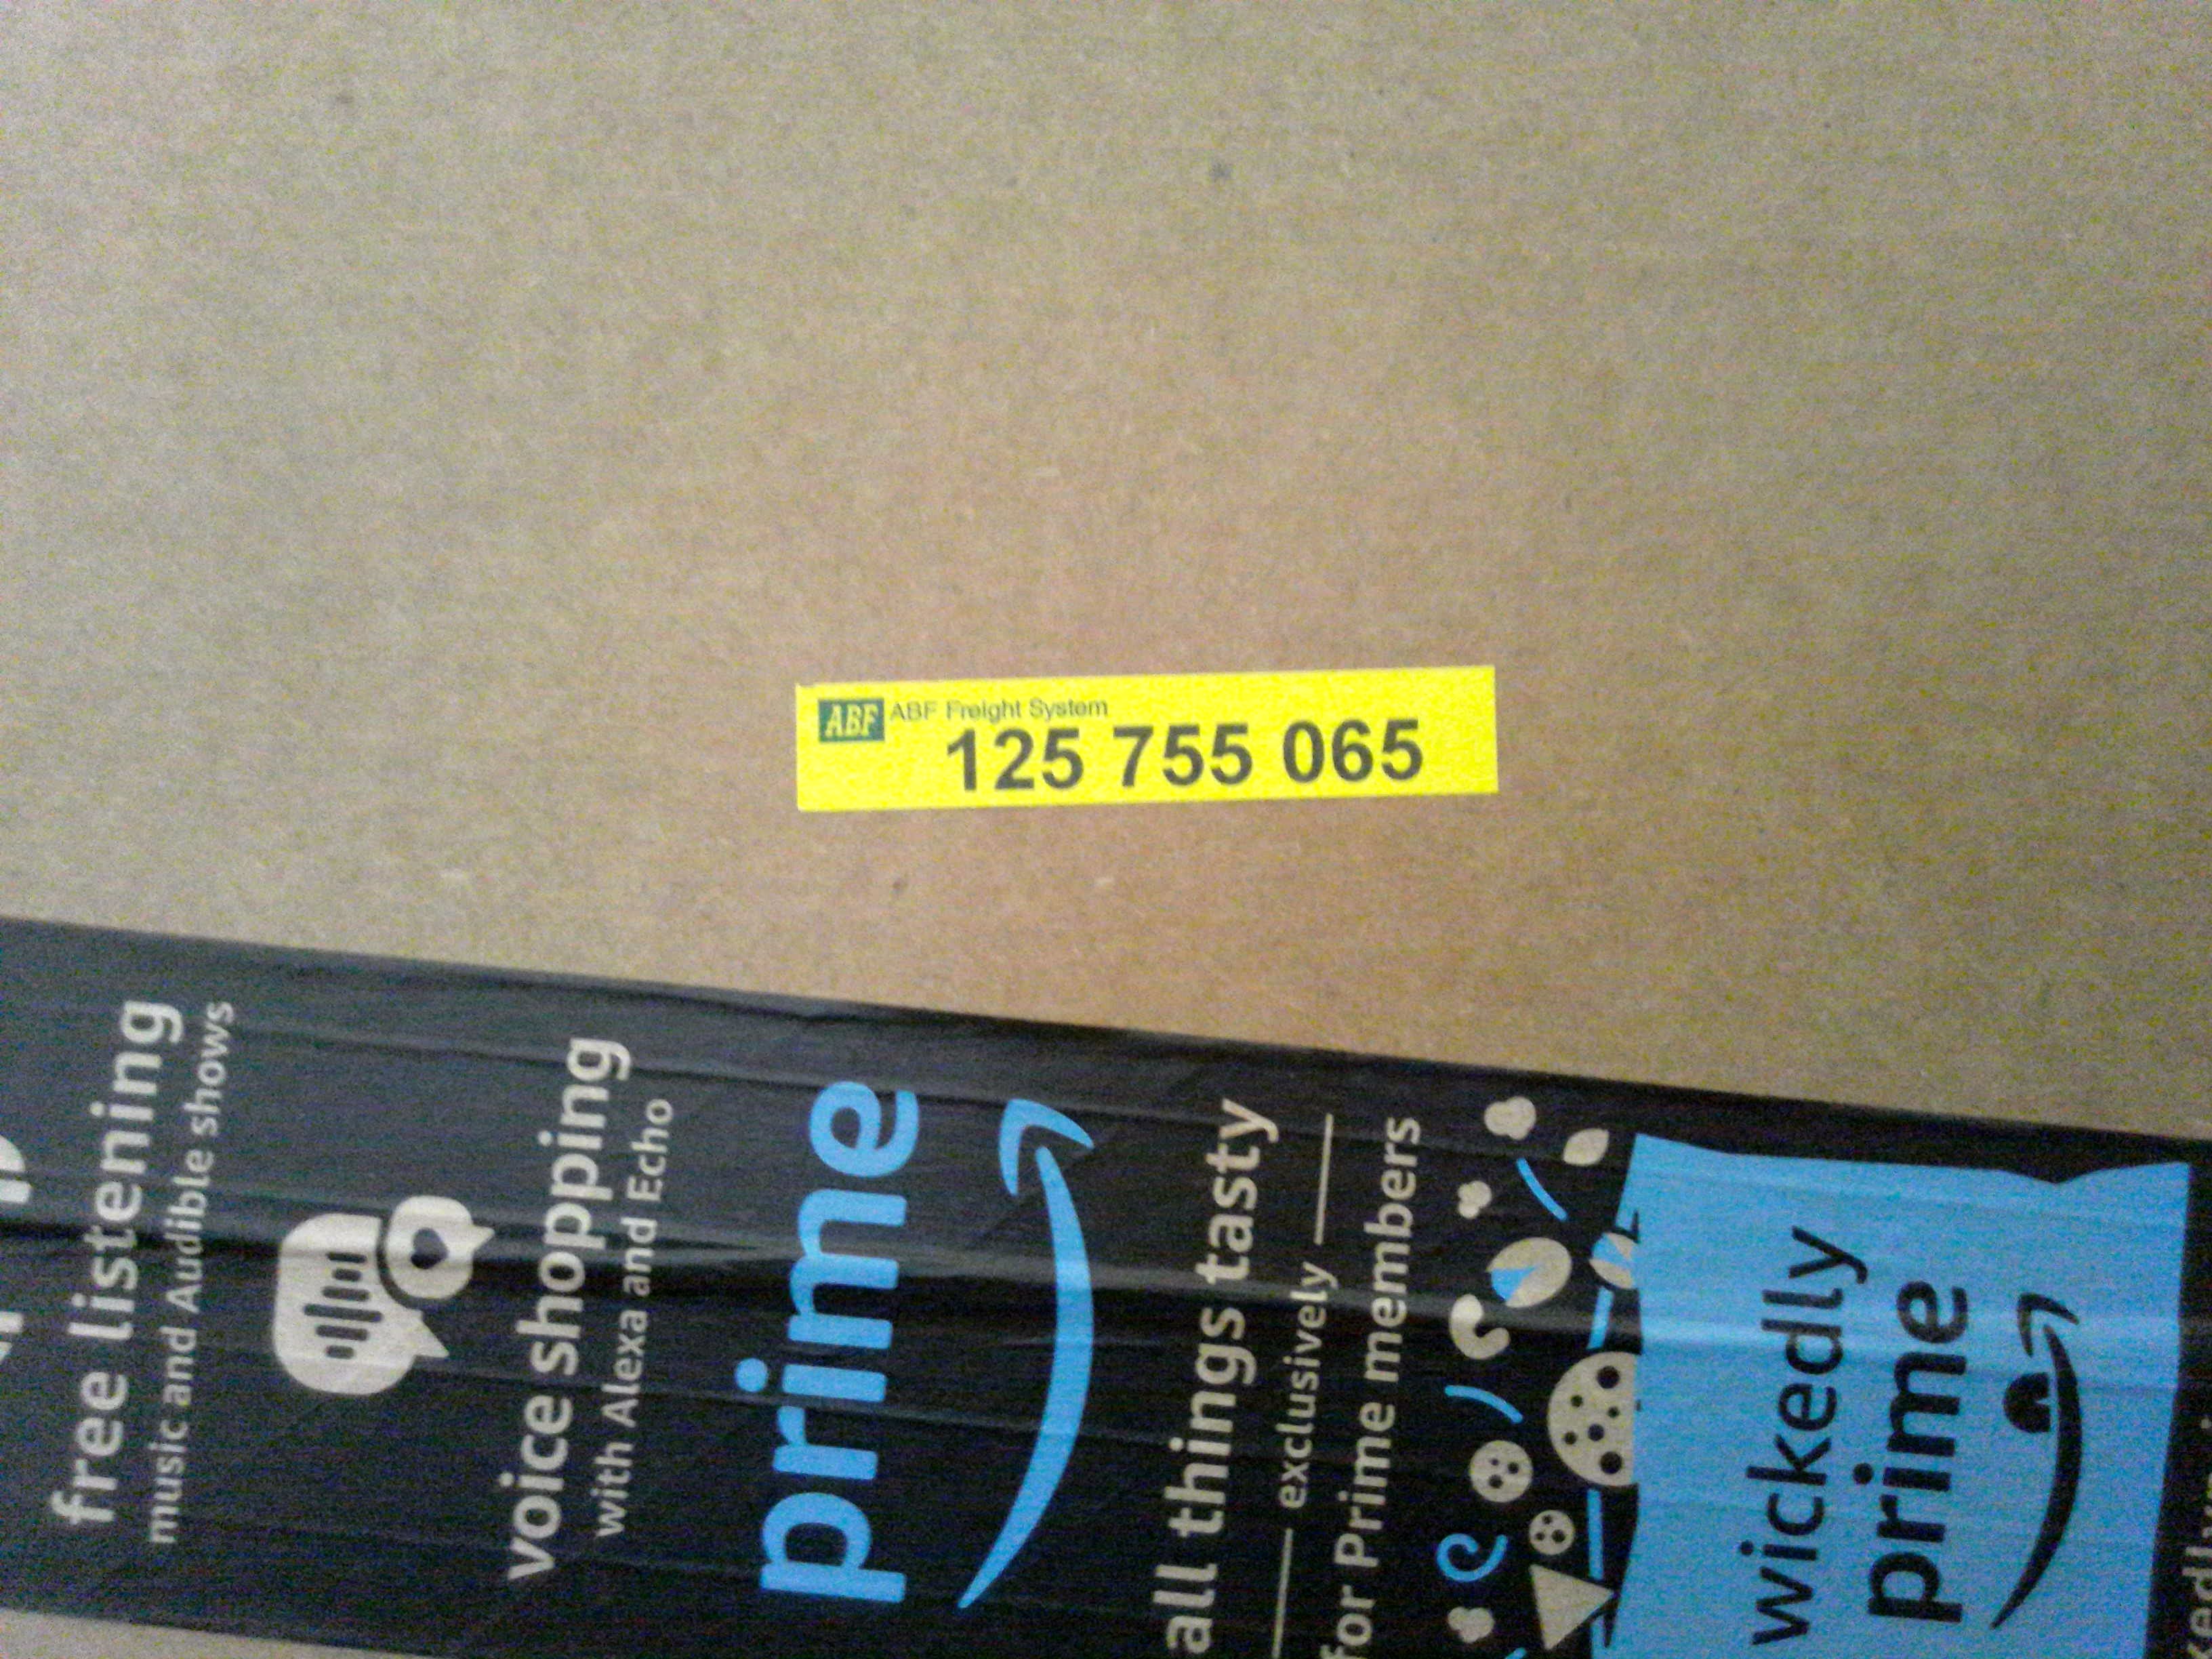 ABF ABF Freight System
125 755 065
free listening
music and Audible shows
voice shopping
with Alexa and Echo
prime
all things tasty
exclusively
for Prime members
wickedly
prime